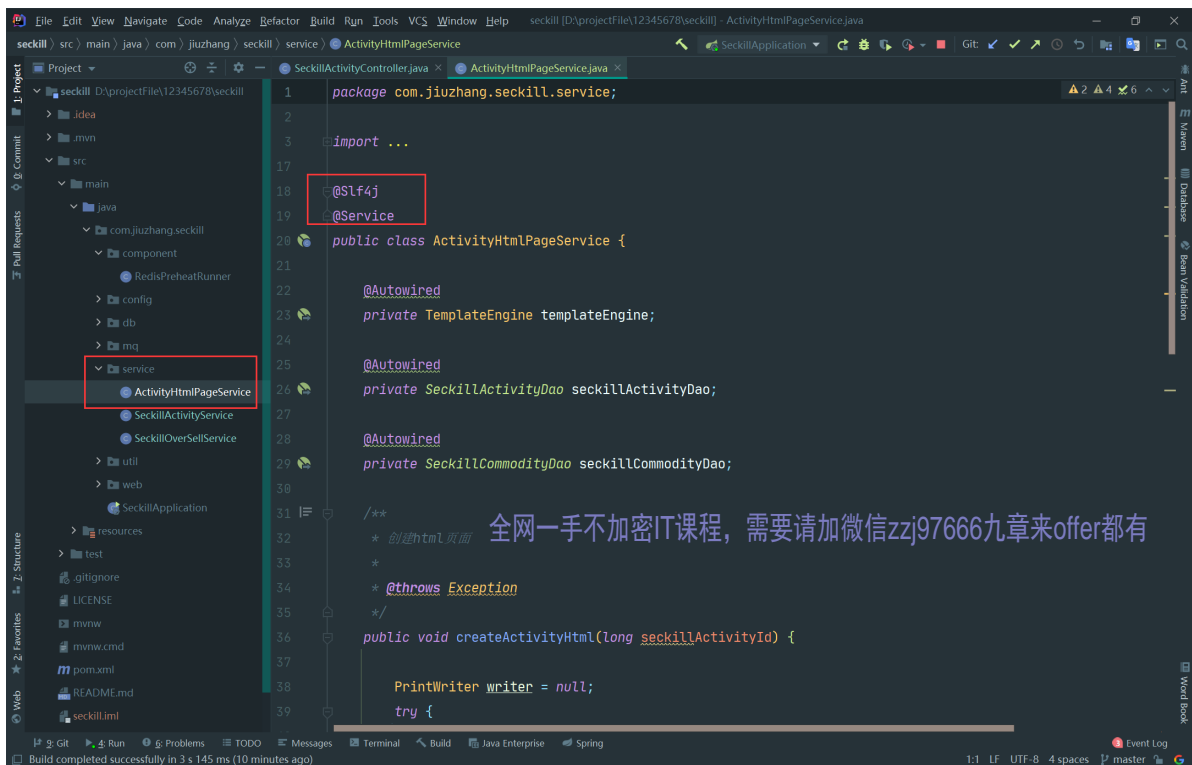 File Edit View Navigate Code Analyze Refactor Build Run Tools VCS Window Help seckill [D:\projectFile\12345678\seckill] - ActivityHtmlPageService.java
seckill 〉 src 〉 main 〉 java 〉 com 〉 jiuzhang 〉 seckill 〉 service 〉 ActivityHtmlPageService SeckillApplication Git:
Project SeckillActivityController.java × ActivityHtmlPageService.java ×
1: Project
0: Commit
Pull Requests
7: Structure
2: Favorites
Web
seckill D:\projectFile\12345678\seckill
.idea
.mvn
src
main
java
com.jiuzhang.seckill
component
RedisPreheatRunner
config
db
mq
service
ActivityHtmlPageService
SeckillActivityService
SeckillOverSellService
util
web
SeckillApplication
resources
test
.gitignore
LICENSE
mvnw
mvnw.cmd
pom.xml
README.md
seckill.iml
2 4 6
1 package com.jiuzhang.seckill.service;
2
3 import ...
17
18 @Slf4j
19 @Service
20 public class ActivityHtmlPageService {
21
22 @Autowired
23 private TemplateEngine templateEngine;
24
25 @Autowired
26 private SeckillActivityDao seckillActivityDao;
27
28 @Autowired
29 private SeckillCommodityDao seckillCommodityDao;
30
31 /**
32 * 创建html页面
33 *
34 * @throws Exception
35 */
36 public void createActivityHtml(long seckillActivityId) {
37
38 PrintWriter writer = null;
39 try {
全网一手不加密IT课程，需要请加微信zzj97666九章来offer都有
Ant
Maven
Database
Bean Validation
Word Book
9: Git 4: Run 6: Problems TODO Messages Terminal Build Java Enterprise Spring 3 Event Log
Build completed successfully in 3 s 145 ms (10 minutes ago) 1:1 LF UTF-8 4 spaces master